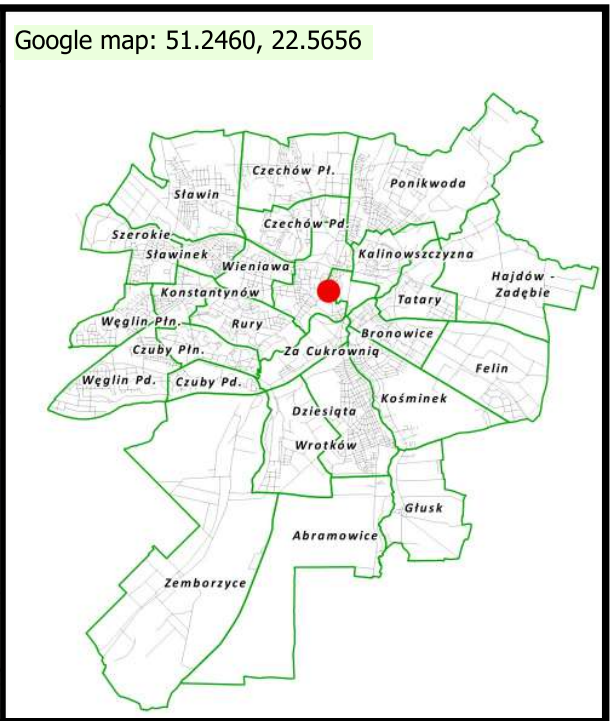 Google map: 51.2460, 22.5656
Czechów Pł.
Ponikwoda
Sławin
Czechów Pd.
Szerokie
Sławinek
Kalinowszczyzna
Wieniawa
Hajdów -
Zadębie
Konstantynów
Tatary
Węglin Płn.
Rury
Bronowice
Czuby Płn.
Za Cukrownią
Felin
Węglin Pd.
Czuby Pd.
Kośminek
Dziesiąta
Wrotków
Głusk
Abramowice
Zemborzyce